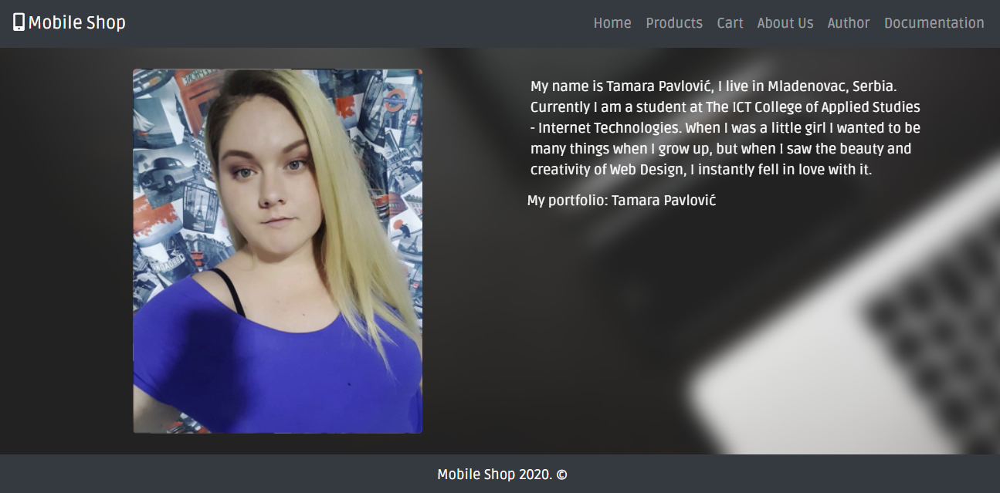 Mobile Shop
Home Products Cart About Us Author Documentation
My name is Tamara Pavlović, I live in Mladenovac, Serbia.
Currently I am a student at The ICT College of Applied Studies
- Internet Technologies. When I was a little girl I wanted to be
many things when I grow up, but when I saw the beauty and
creativity of Web Design, I instantly fell in love with it.
My portfolio: Tamara Pavlović
Mobile Shop 2020. ©